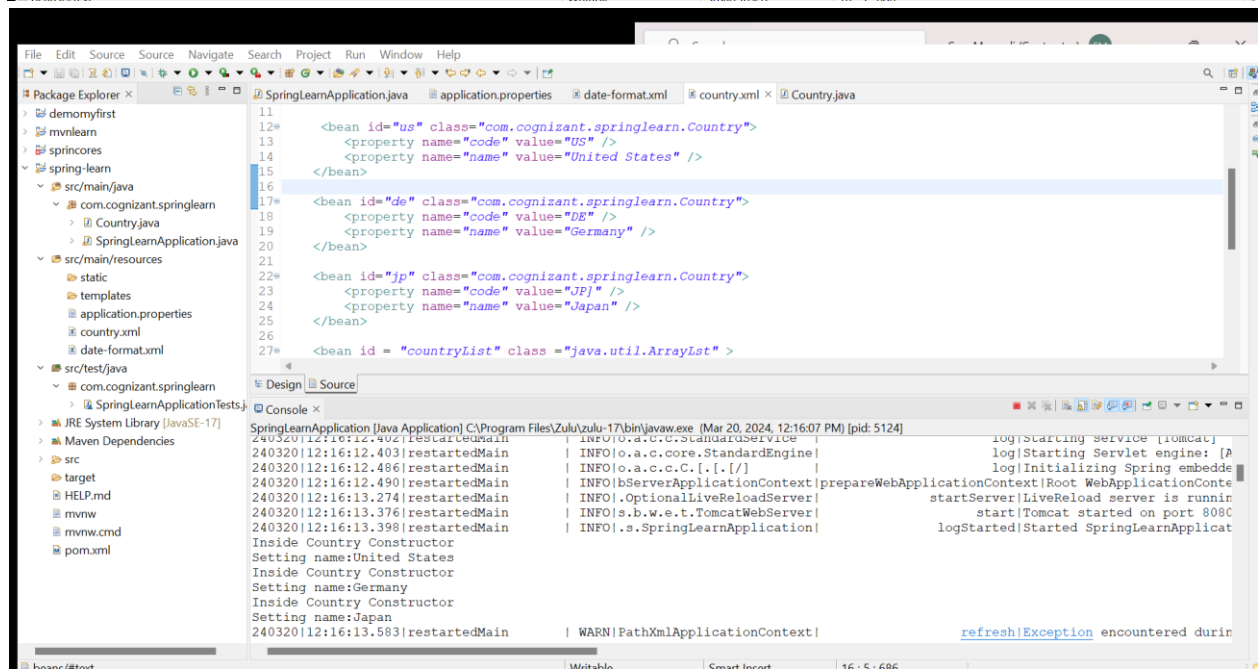 File Edit Source Source Navigate Search Project Run Window Help
Package Explorer ×
demomyfirst
mvnlearn
sprincores
spring-learn
src/main/java
com.cognizant.springlearn
Country.java
SpringLearnApplication.java
src/main/resources
static
templates
application.properties
country.xml
date-format.xml
src/test/java
com.cognizant.springlearn
SpringLearnApplicationTests.j
JRE System Library [JavaSE-17]
Maven Dependencies
src
target
HELP.md
mvnw
mvnw.cmd
pom.xml
SpringLearnApplication.java application.properties date-format.xml country.xml × Country.java
11
12 <bean id="us" class="com.cognizant.springlearn.Country">
13 <property name="code" value="US" />
14 <property name="name" value="United States" />
15 </bean>
16
17 <bean id="de" class="com.cognizant.springlearn.Country">
18 <property name="code" value="DE" />
19 <property name="name" value="Germany" />
20 </bean>
21
22 <bean id="jp" class="com.cognizant.springlearn.Country">
23 <property name="code" value="JP]" />
24 <property name="name" value="Japan" />
25 </bean>
26
27 <bean id = "countryList" class ="java.util.ArrayLst" >
Design Source
Console ×
SpringLearnApplication [Java Application] C:\Program Files\Zulu\zulu-17\bin\javaw.exe (Mar 20, 2024, 12:16:07 PM) [pid: 5124]
240320|12:16:12.402|restartedMain | INFO|o.a.c.c.StandardService | log|Starting service [Tomcat]
240320|12:16:12.403|restartedMain | INFO|o.a.c.core.StandardEngine| log|Starting Servlet engine: [A
240320|12:16:12.486|restartedMain | INFO|o.a.c.c.C.[.[.[/] | log|Initializing Spring embedde
240320|12:16:12.490|restartedMain | INFO|bServerApplicationContext|prepareWebApplicationContext|Root WebApplicationConte
240320|12:16:13.274|restartedMain | INFO|.OptionalLiveReloadServer| startServer|LiveReload server is runnin
240320|12:16:13.376|restartedMain | INFO|s.b.w.e.t.TomcatWebServer| start|Tomcat started on port 8080
240320|12:16:13.398|restartedMain | INFO|.s.SpringLearnApplication| logStarted|Started SpringLearnApplicat
Inside Country Constructor
Setting name:United States
Inside Country Constructor
Setting name:Germany
Inside Country Constructor
Setting name:Japan
240320|12:16:13.583|restartedMain | WARN|PathXmlApplicationContext| refresh|Exception encountered durin
beans/#text Writable Smart Insert 16 : 5 : 686